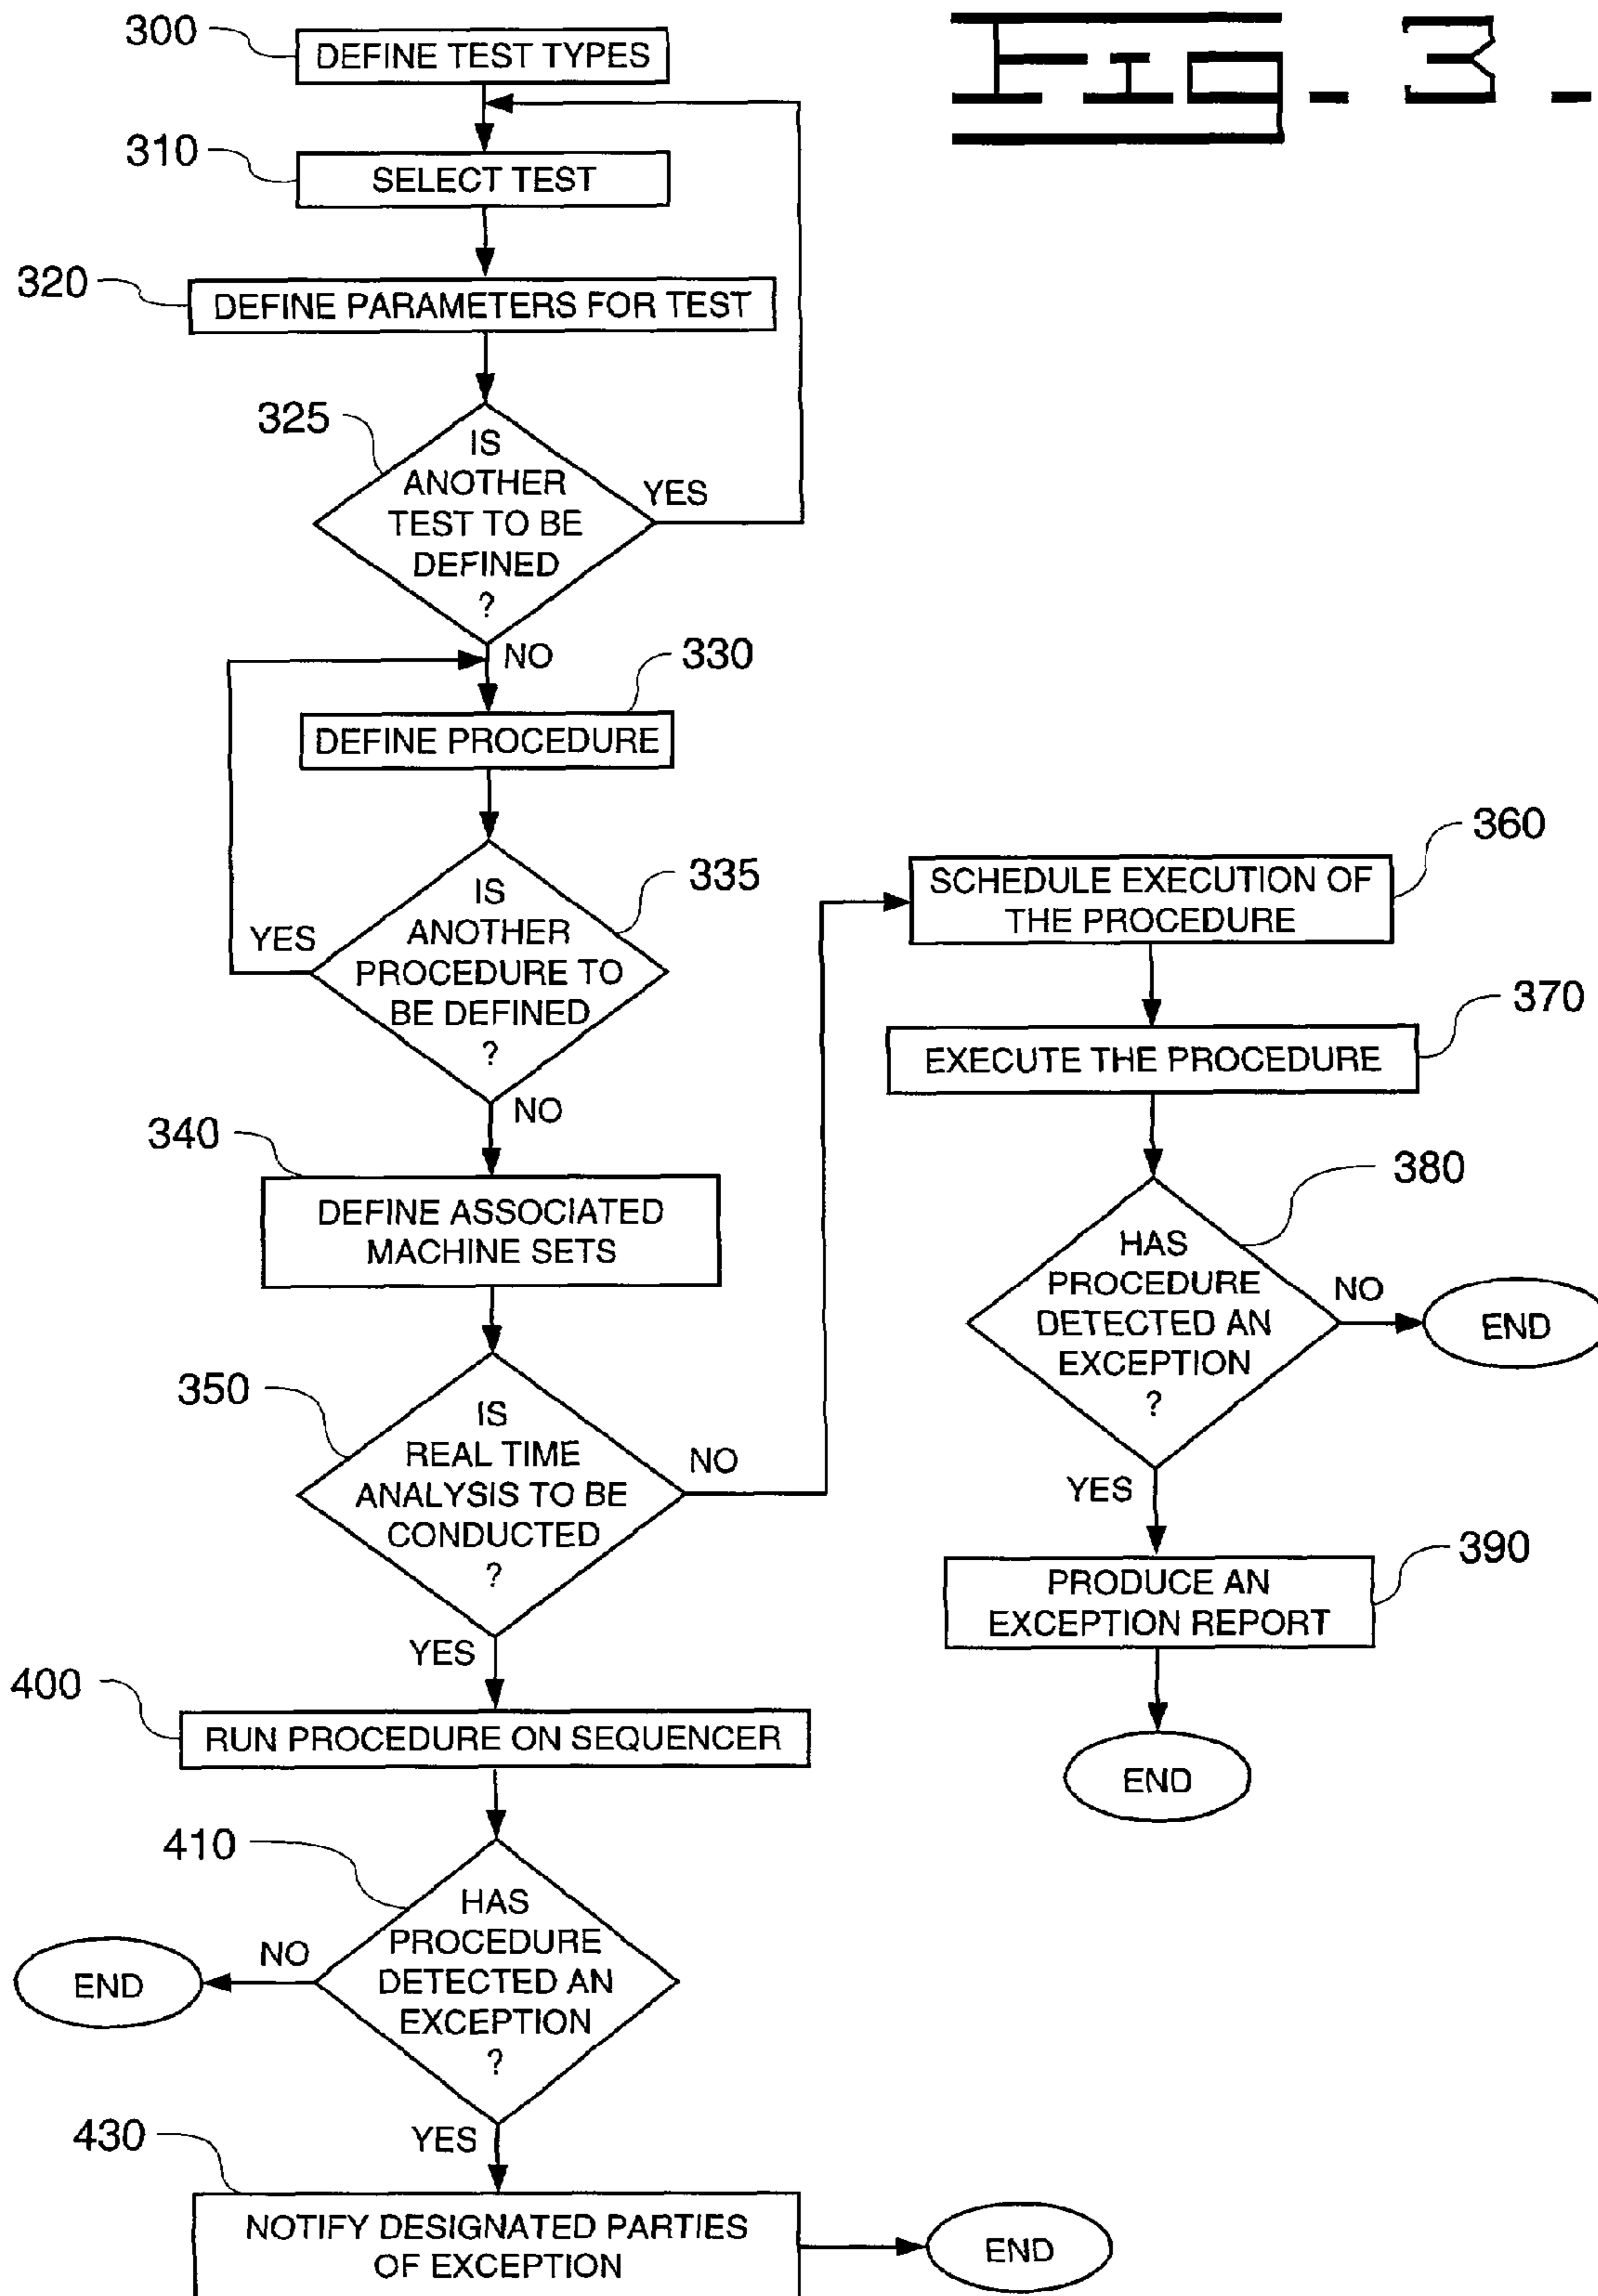 Fig. 3.
300
DEFINE TEST TYPES
310
SELECT TEST
320
DEFINE PARAMETERS FOR TEST
325
IS
ANOTHER
TEST TO BE
DEFINED
?
YES
NO
330
DEFINE PROCEDURE
335
IS
ANOTHER
PROCEDURE TO
BE DEFINED
?
YES
NO
340
DEFINE ASSOCIATED
MACHINE SETS
350
IS
REAL TIME
ANALYSIS TO BE
CONDUCTED
?
NO
YES
400
RUN PROCEDURE ON SEQUENCER
410
HAS
PROCEDURE
DETECTED AN
EXCEPTION
?
NO
END
YES
430
NOTIFY DESIGNATED PARTIES
OF EXCEPTION
END
360
SCHEDULE EXECUTION OF
THE PROCEDURE
370
EXECUTE THE PROCEDURE
380
HAS
PROCEDURE
DETECTED AN
EXCEPTION
?
NO
END
YES
390
PRODUCE AN
EXCEPTION REPORT
END